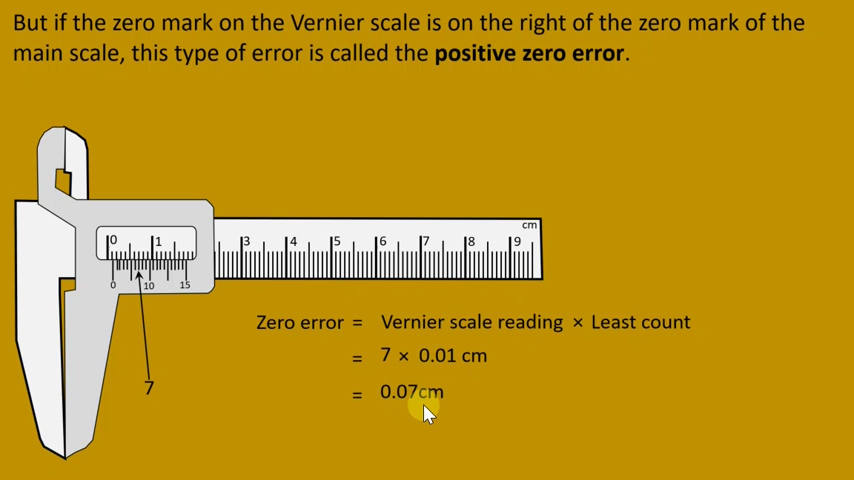 But if the zero mark on the Vernier scale is on the right of the zero mark of the
main scale, this type of error is called the positive zero error.
cm
0 1 3 4 5 6 7 8 9
0 10 15
Zero error = Vernier scale reading × Least count
= 7 × 0.01 cm
= 0.07cm
7